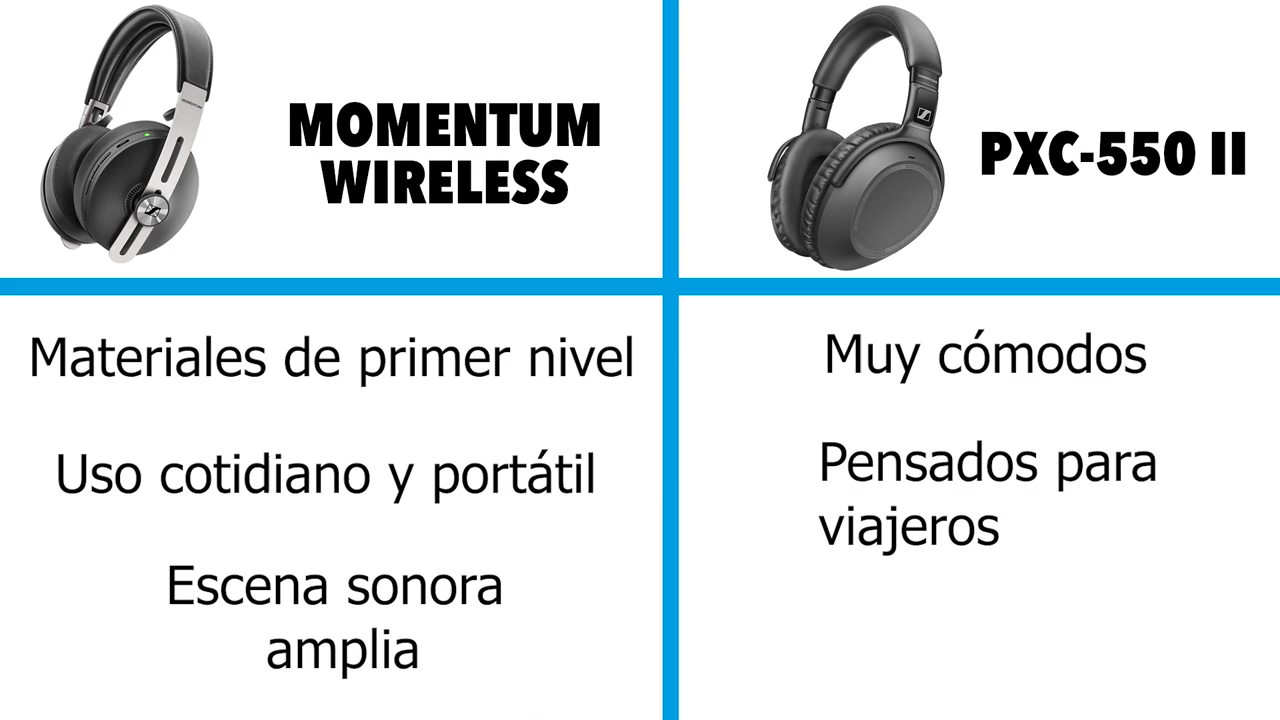 MOMENTUM
WIRELESS
PXC-550 II
Materiales de primer nivel
Uso cotidiano y portátil
Escena sonora
amplia
Muy cómodos
Pensados para
viajeros